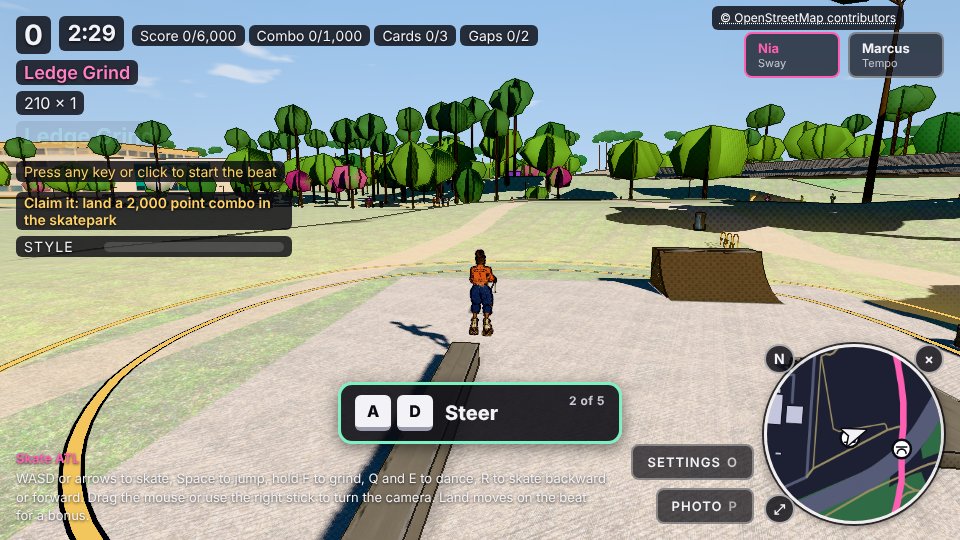 0
2:29
Score 0/6,000
Combo 0/1,000
Cards 0/3
Gaps 0/2
© OpenStreetMap contributors
Nia
Sway
Marcus
Tempo
Ledge Grind
210 × 1
Ledge Grind
Press any key or click to start the beat
Claim it: land a 2,000 point combo in
the skatepark
STYLE
A
D
Steer
2 of 5
N
×
SETTINGS O
PHOTO P
Skate ATL
WASD or arrows to skate, Space to jump, hold F to grind, Q and E to dance, R to skate backward
or forward. Drag the mouse or use the right stick to turn the camera. Land moves on the beat
for a bonus.